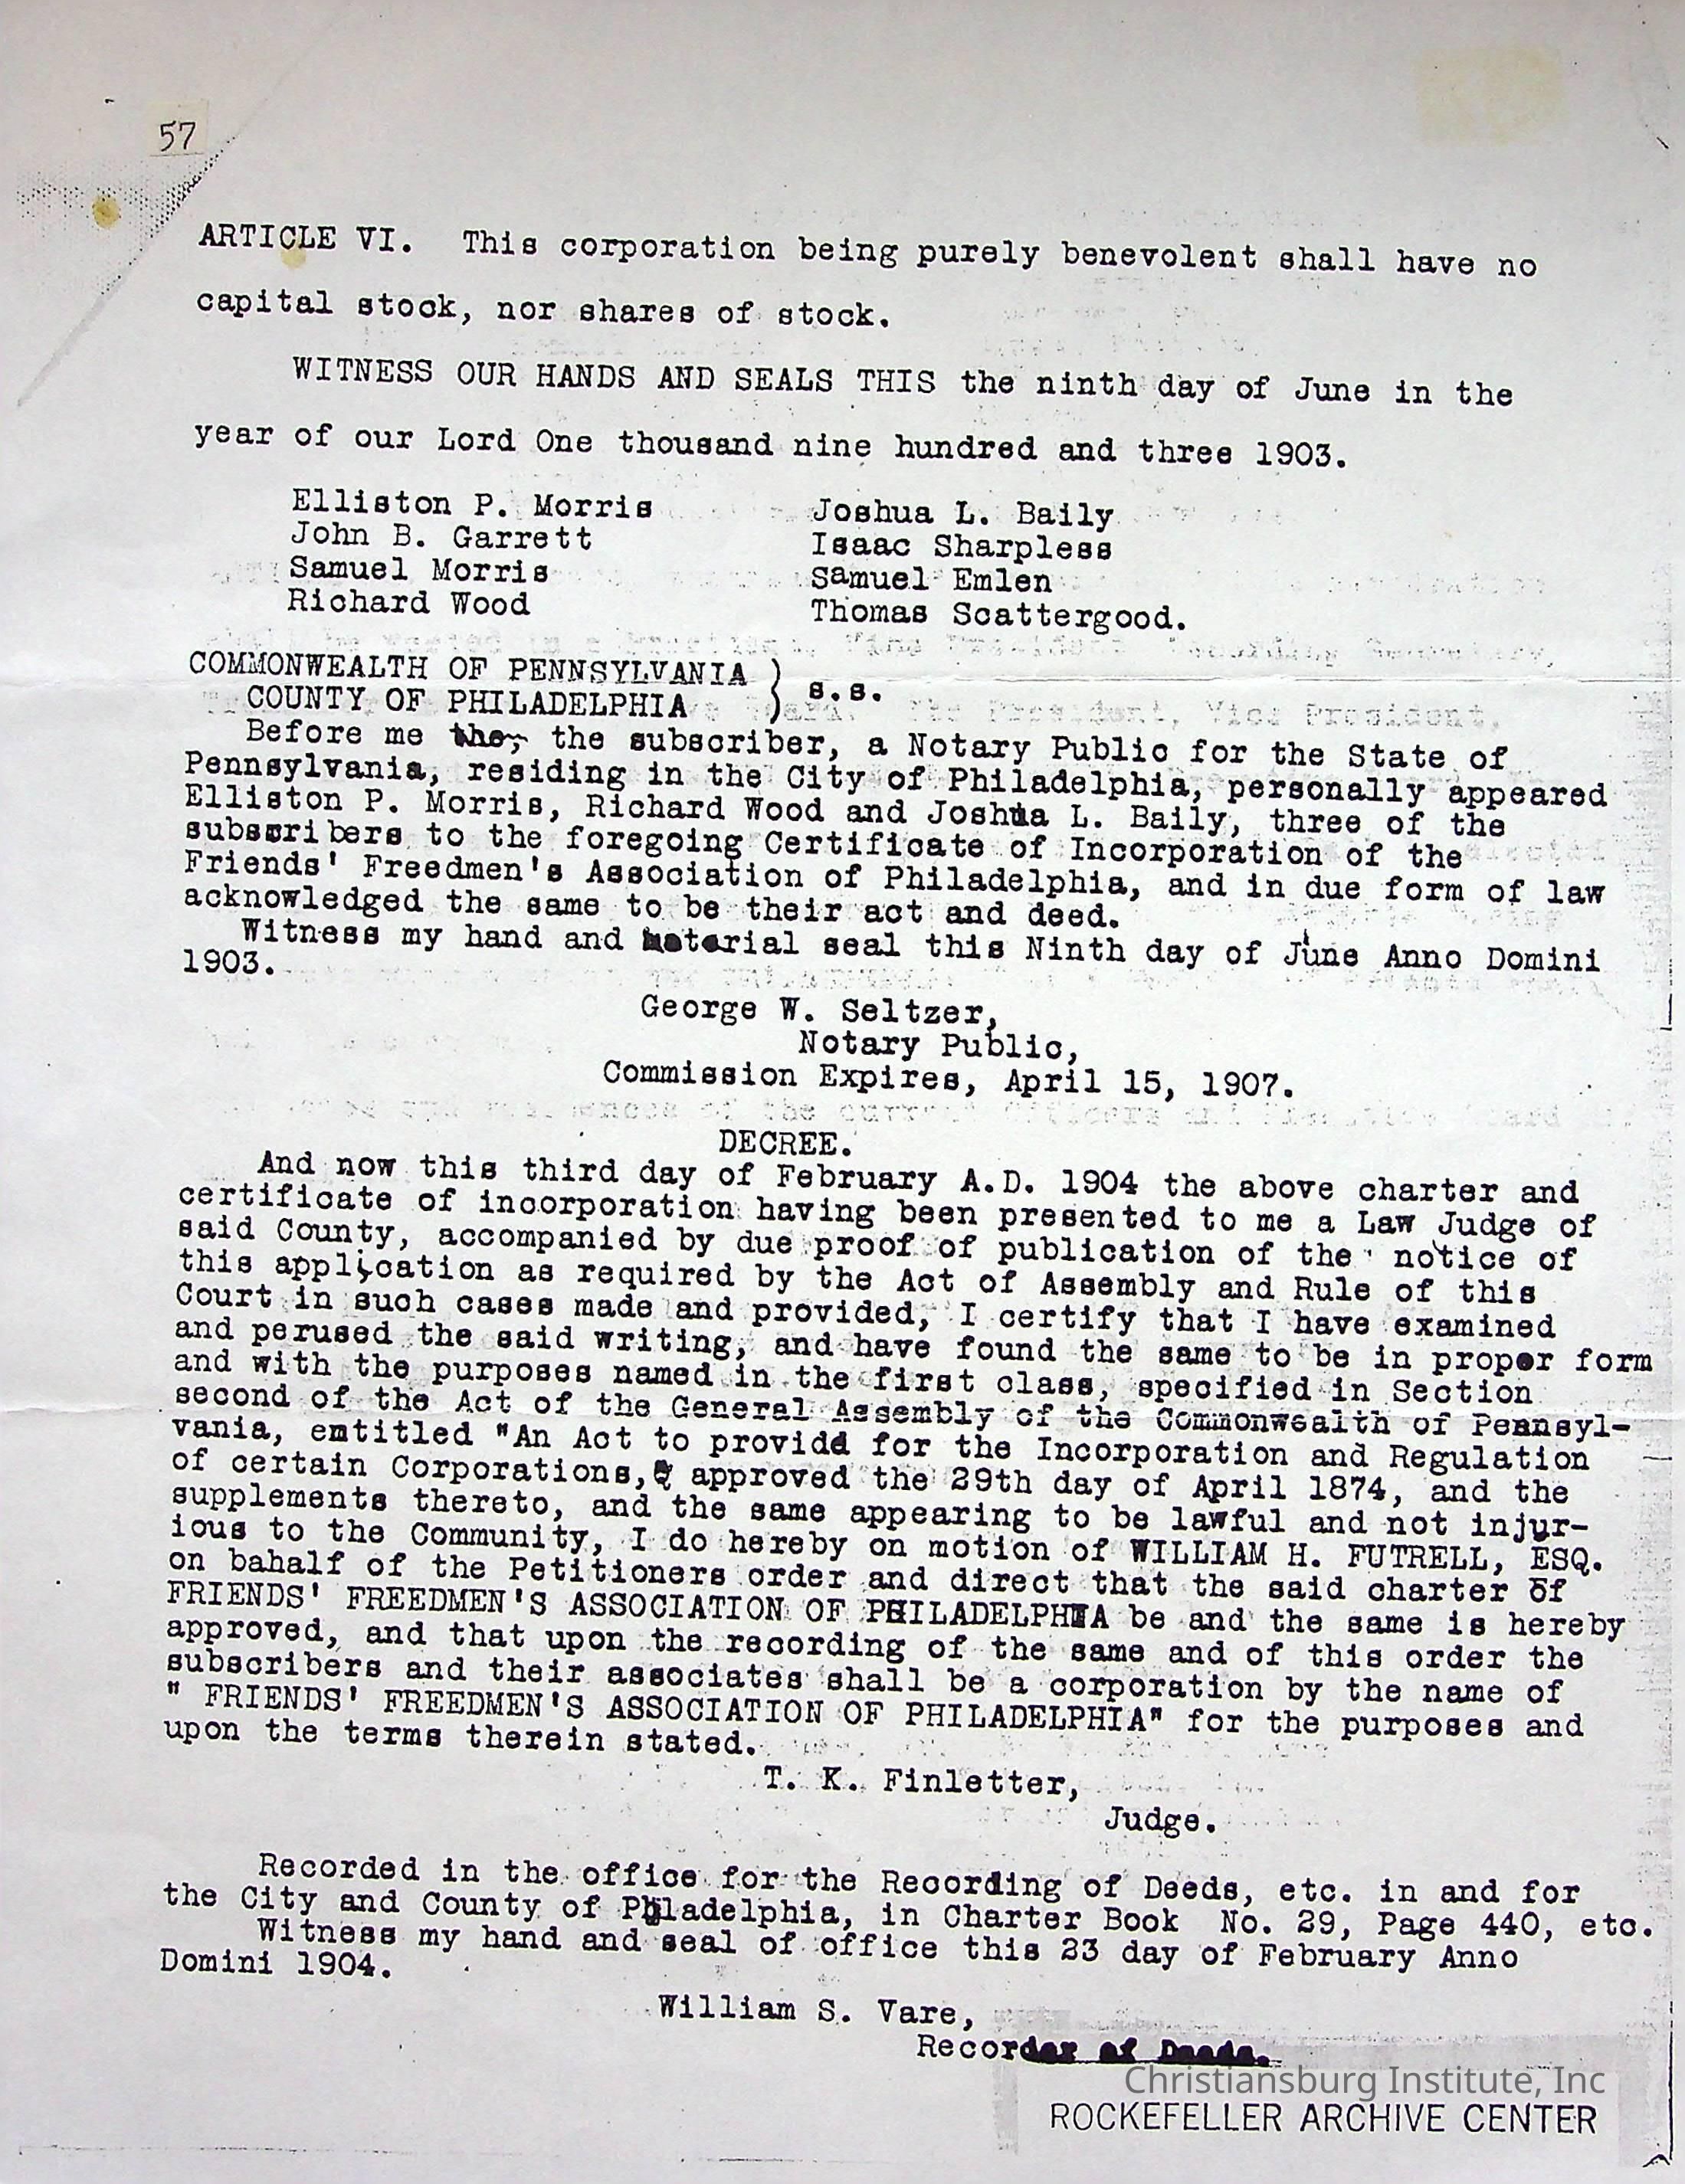 57
ARTICLE VI. This corporation being purely benevolent shall have no
capital stock, nor shares of stock.
WITNESS OUR HANDS AND SEALS THIS the ninth day of June in the
year of our Lord One thousand nine hundred and three 1903.
Elliston P. Morris Joshua L. Baily
John B. Garrett Isaac Sharpless
Samuel Morris Samuel Emlen
Richard Wood Thomas Scattergood.
COMMONWEALTH OF PENNSYLVANIA
COUNTY OF PHILADELPHIA } s.s.
Before me the, the subscriber, a Notary Public for the State of
Pennsylvania, residing in the City of Philadelphia, personally appeared
Elliston P. Morris, Richard Wood and Joshua L. Baily, three of the
subscribers to the foregoing Certificate of Incorporation of the
Friends' Freedmen's Association of Philadelphia, and in due form of law
acknowledged the same to be their act and deed.
Witness my hand and notarial seal this Ninth day of June Anno Domini
1903.
George W. Seltzer,
Notary Public,
Commission Expires, April 15, 1907.
DECREE.
And now this third day of February A.D. 1904 the above charter and
certificate of incorporation having been presented to me a Law Judge of
said County, accompanied by due proof of publication of the notice of
this application as required by the Act of Assembly and Rule of this
Court in such cases made and provided, I certify that I have examined
and perused the said writing, and have found the same to be in proper form
and with the purposes named in the first class, specified in Section
second of the Act of the General Assembly of the Commonwealth of Pennsyl-
vania, entitled "An Act to provide for the Incorporation and Regulation
of certain Corporations," approved the 29th day of April 1874, and the
supplements thereto, and the same appearing to be lawful and not injur-
ious to the Community, I do hereby on motion of WILLIAM H. FUTRELL, ESQ.
on bahalf of the Petitioners order and direct that the said charter of
FRIENDS' FREEDMEN'S ASSOCIATION OF PHILADELPHIA be and the same is hereby
approved, and that upon the recording of the same and of this order the
subscribers and their associates shall be a corporation by the name of
" FRIENDS' FREEDMEN'S ASSOCIATION OF PHILADELPHIA" for the purposes and
upon the terms therein stated.
T. K. Finletter,
Judge.
Recorded in the office for the Recording of Deeds, etc. in and for
the City and County of Philadelphia, in Charter Book No. 29, Page 440, etc.
Witness my hand and seal of office this 23 day of February Anno
Domini 1904.
William S. Vare,
Recorder of Deeds.
Christiansburg Institute, Inc
ROCKEFELLER ARCHIVE CENTER